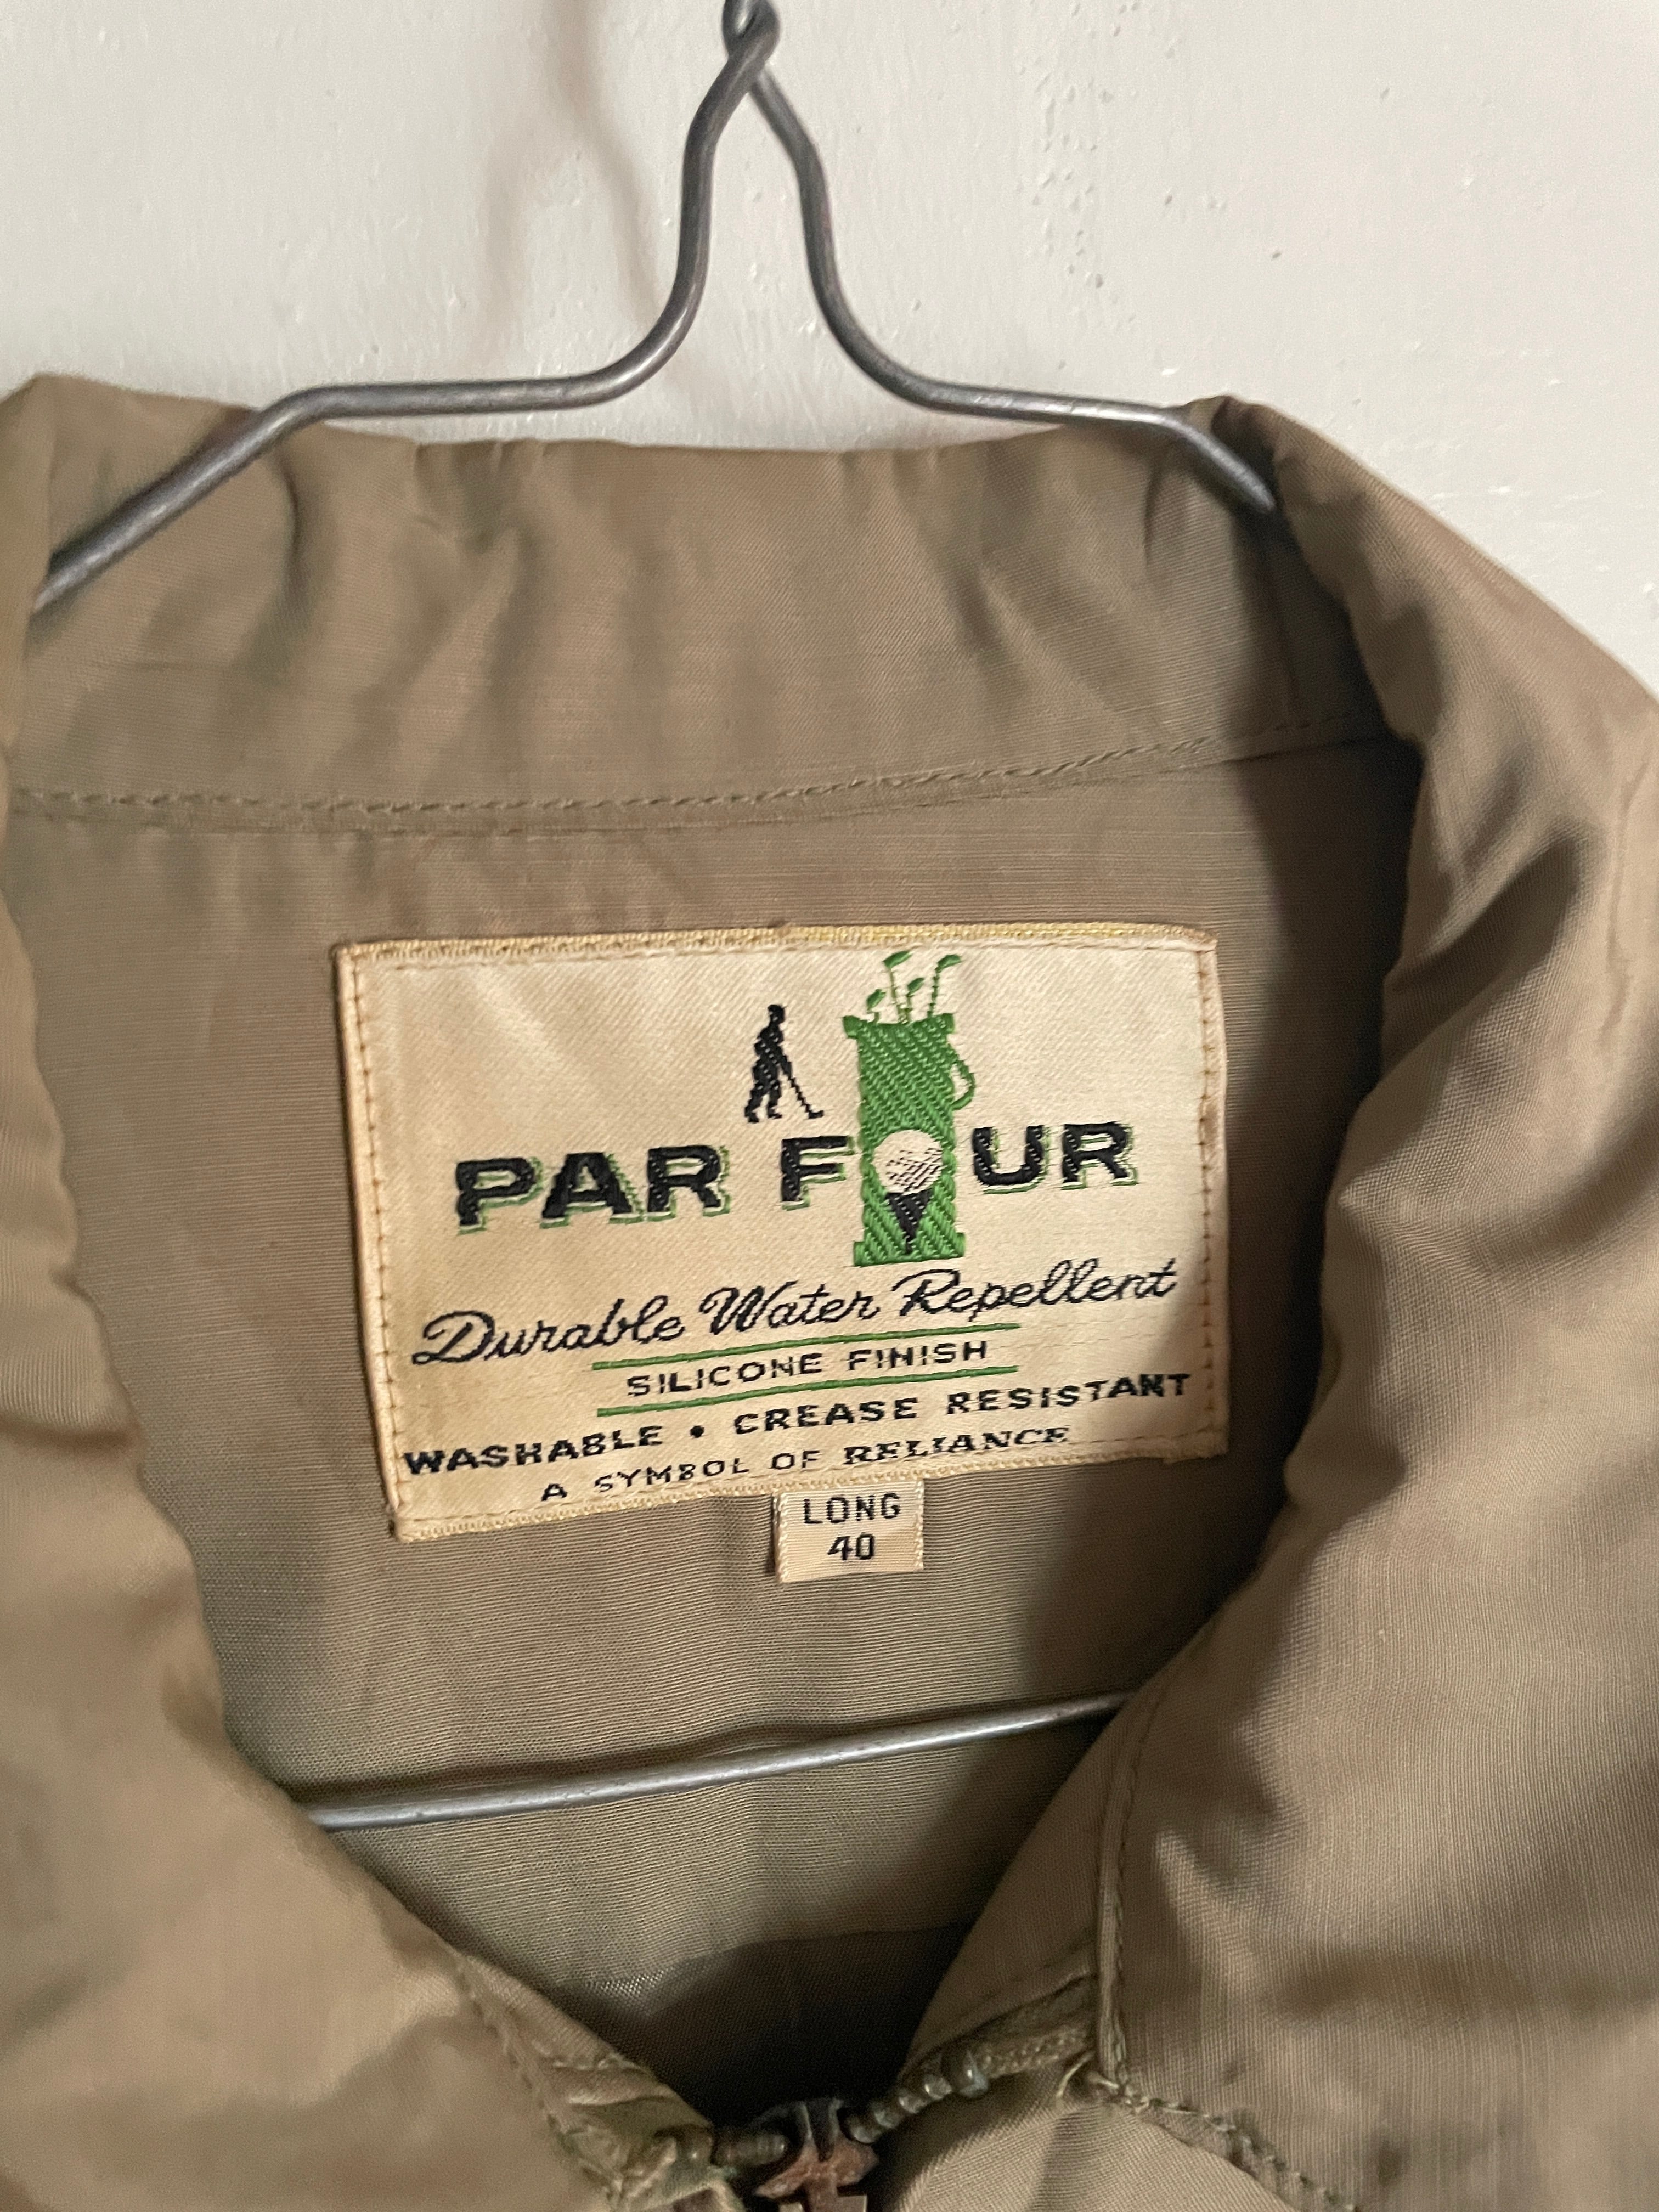 PAR FOUR
Durable Water Repellent
SILICONE FINISH
WASHABLE • CREASE RESISTANT
A SYMBOL OF RELIANCE
LONG
40